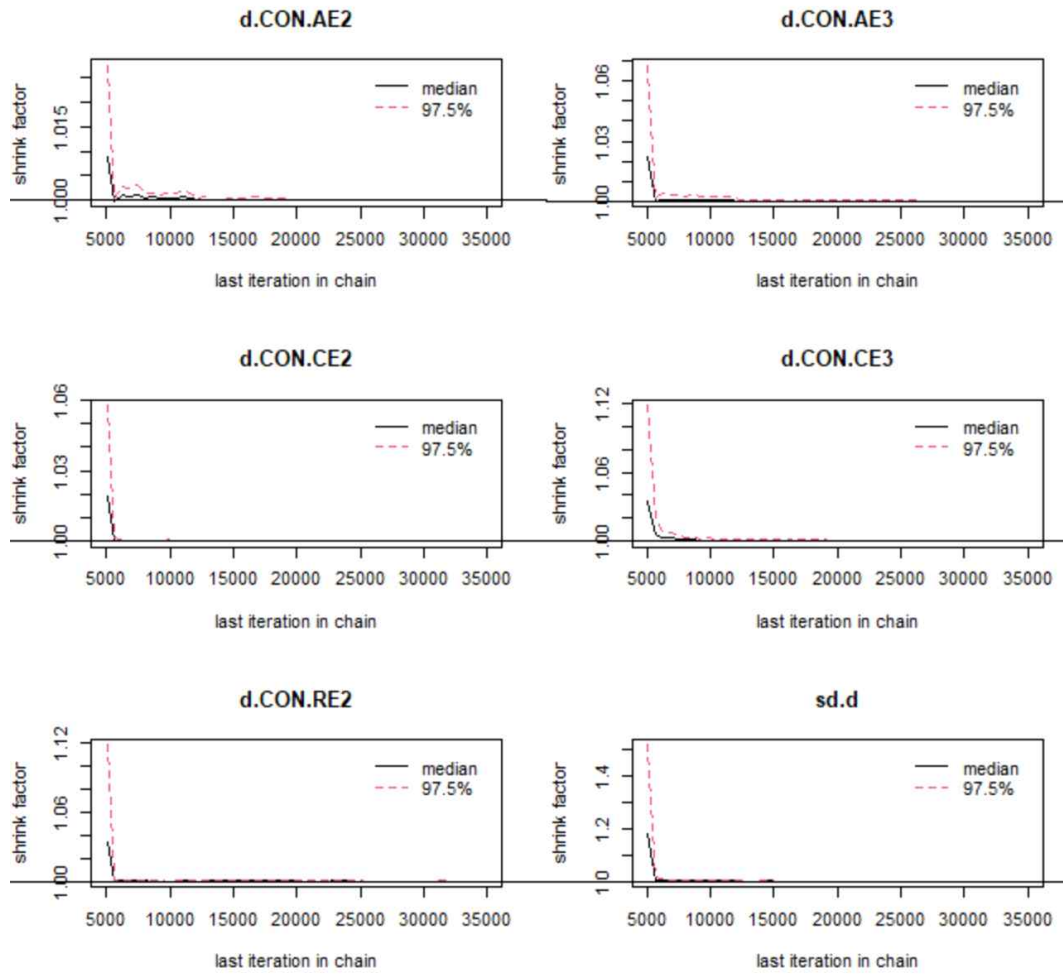 d.CON.AE2
shrink factor
1.000 1.015
median
97.5%
5000 10000 15000 20000 25000 30000 35000
last iteration in chain
d.CON.AE3
shrink factor
1.00 1.03 1.06
median
97.5%
5000 10000 15000 20000 25000 30000 35000
last iteration in chain
d.CON.CE2
shrink factor
1.00 1.03 1.06
median
97.5%
5000 10000 15000 20000 25000 30000 35000
last iteration in chain
d.CON.CE3
shrink factor
1.00 1.06 1.12
median
97.5%
5000 10000 15000 20000 25000 30000 35000
last iteration in chain
d.CON.RE2
shrink factor
1.00 1.06 1.12
median
97.5%
5000 10000 15000 20000 25000 30000 35000
last iteration in chain
sd.d
shrink factor
1.0 1.2 1.4
median
97.5%
5000 10000 15000 20000 25000 30000 35000
last iteration in chain